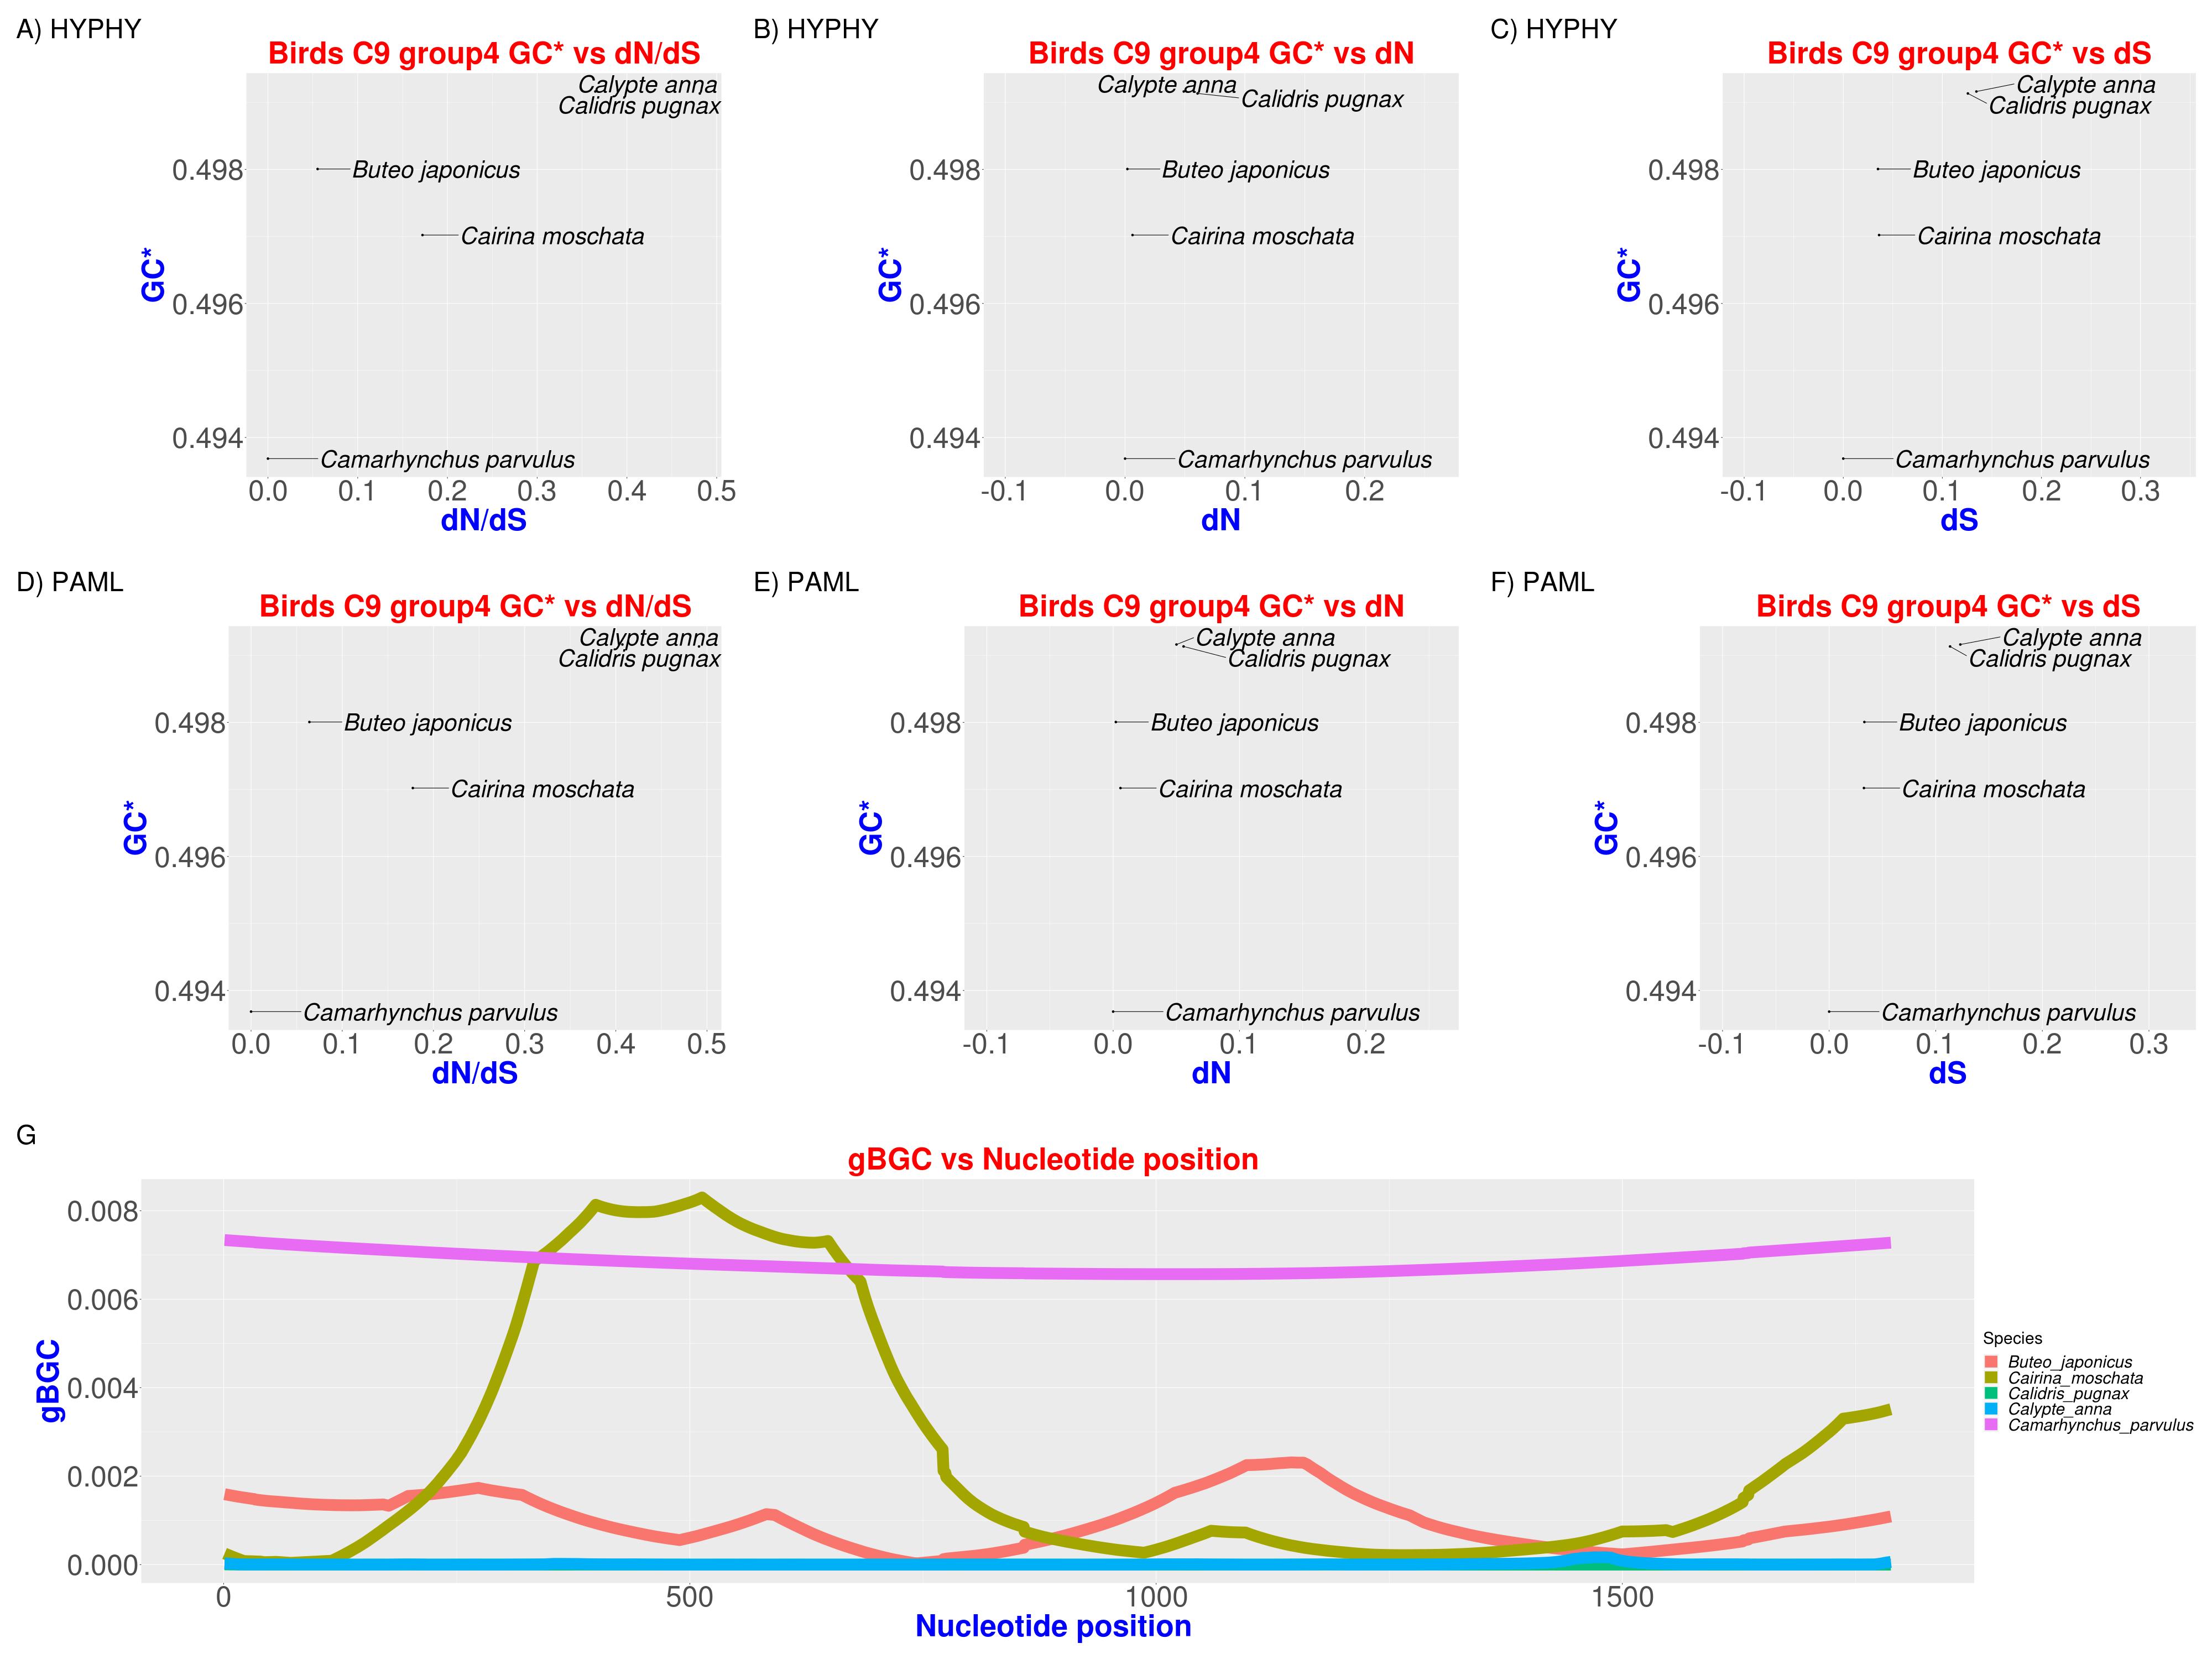 A) HYPHY
Birds C9 group4 GC* vs dN/dS
Calypte anna
Calidris pugnax
Buteo japonicus
Cairina moschata
Camarhynchus parvulus
0.498
0.496
0.494
GC*
0.0 0.1 0.2 0.3 0.4 0.5
dN/dS
B) HYPHY
Birds C9 group4 GC* vs dN
Calypte anna
Calidris pugnax
Buteo japonicus
Cairina moschata
Camarhynchus parvulus
0.498
0.496
0.494
GC*
-0.1 0.0 0.1 0.2
dN
C) HYPHY
Birds C9 group4 GC* vs dS
Calypte anna
Calidris pugnax
Buteo japonicus
Cairina moschata
Camarhynchus parvulus
0.498
0.496
0.494
GC*
-0.1 0.0 0.1 0.2 0.3
dS
D) PAML
Birds C9 group4 GC* vs dN/dS
Calypte anna
Calidris pugnax
Buteo japonicus
Cairina moschata
Camarhynchus parvulus
0.498
0.496
0.494
GC*
0.0 0.1 0.2 0.3 0.4 0.5
dN/dS
E) PAML
Birds C9 group4 GC* vs dN
Calypte anna
Calidris pugnax
Buteo japonicus
Cairina moschata
Camarhynchus parvulus
0.498
0.496
0.494
GC*
-0.1 0.0 0.1 0.2
dN
F) PAML
Birds C9 group4 GC* vs dS
Calypte anna
Calidris pugnax
Buteo japonicus
Cairina moschata
Camarhynchus parvulus
0.498
0.496
0.494
GC*
-0.1 0.0 0.1 0.2 0.3
dS
G
gBGC vs Nucleotide position
0.008
0.006
0.004
0.002
0.000
gBGC
0 500 1000 1500
Nucleotide position
Species
Buteo_japonicus
Cairina_moschata
Calidris_pugnax
Calypte_anna
Camarhynchus_parvulus